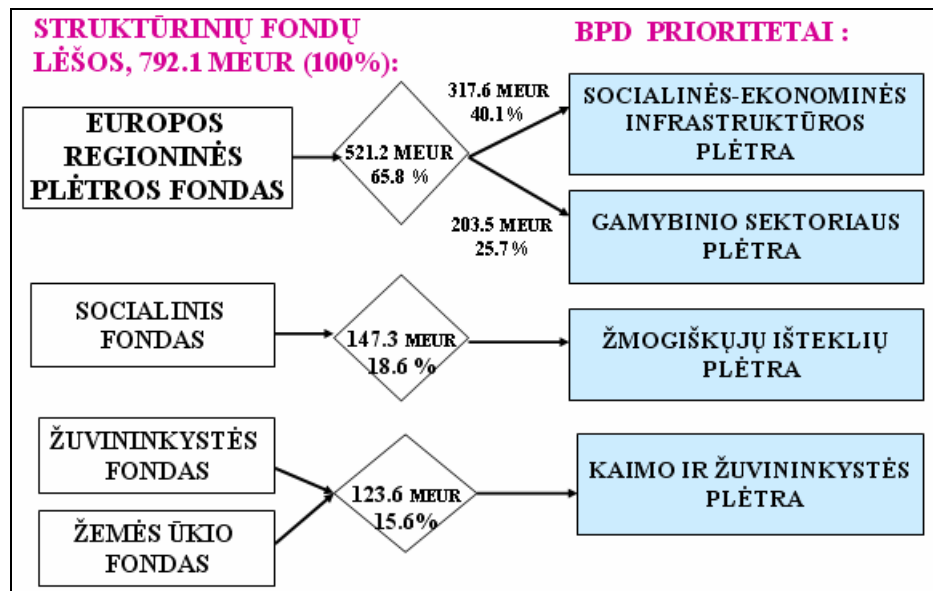 STRUKTŪRINIŲ FONDŲ
LĖŠOS, 792.1 MEUR (100%):
BPD PRIORITETAI :
EUROPOS
REGIONINĖS
PLĖTROS FONDAS
521.2 MEUR
65.8 %
317.6 MEUR
40.1%
SOCIALINĖS-EKONOMINĖS
INFRASTRUKTŪROS
PLĖTRA
203.5 MEUR
25.7%
GAMYBINIO SEKTORIAUS
PLĖTRA
SOCIALINIS
FONDAS
147.3 MEUR
18.6 %
ŽMOGIŠKŲJŲ IŠTEKLIŲ
PLĖTRA
ŽUVININKYSTĖS
FONDAS
ŽEMĖS ŪKIO
FONDAS
123.6 MEUR
15.6%
KAIMO IR ŽUVININKYSTĖS
PLĖTRA